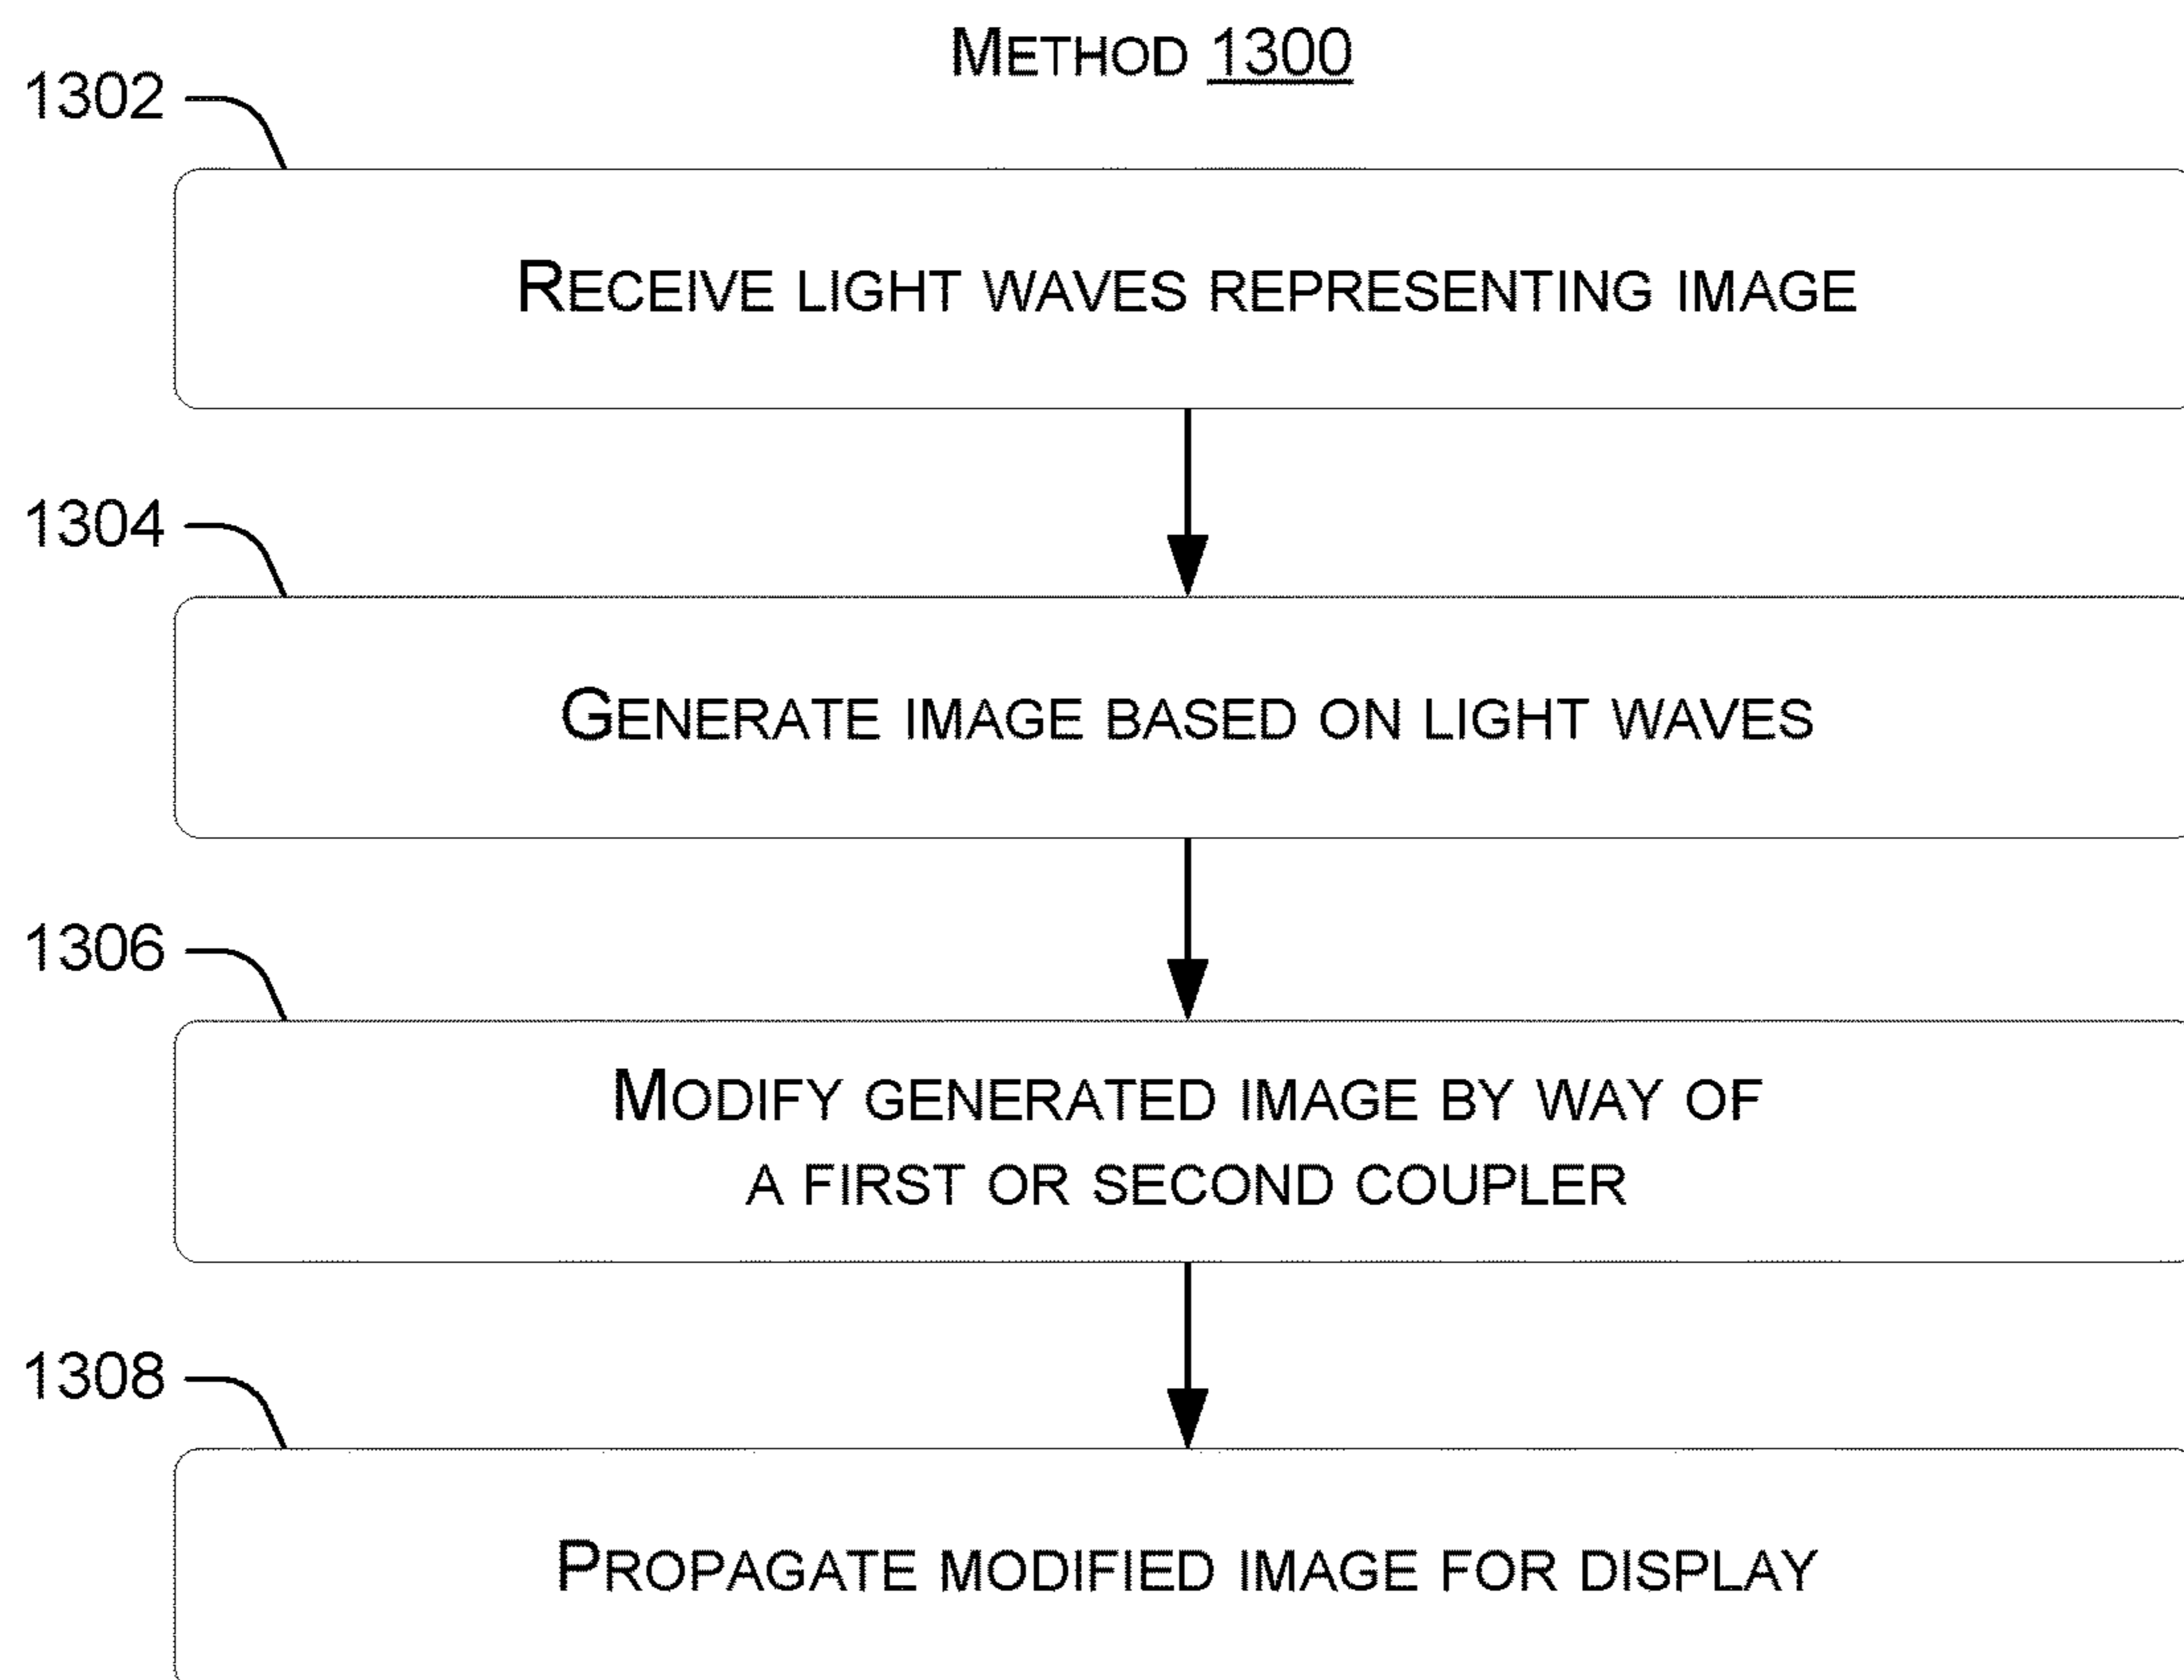 METHOD 1300
1302
RECEIVE LIGHT WAVES REPRESENTING IMAGE
1304
GENERATE IMAGE BASED ON LIGHT WAVES
1306
MODIFY GENERATED IMAGE BY WAY OF
A FIRST OR SECOND COUPLER
1308
PROPAGATE MODIFIED IMAGE FOR DISPLAY